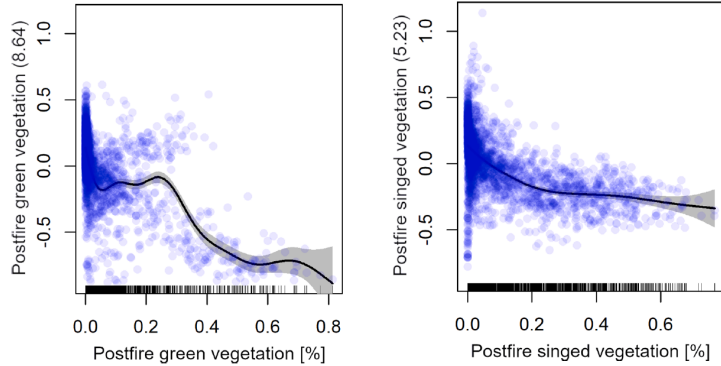 1.0
0.5
0.0
-0.5
Postfire green vegetation (8.64)
0.0 0.2 0.4 0.6 0.8
Postfire green vegetation [%]
1.0
0.5
0.0
-0.5
Postfire singed vegetation (5.23)
0.0 0.2 0.4 0.6
Postfire singed vegetation [%]